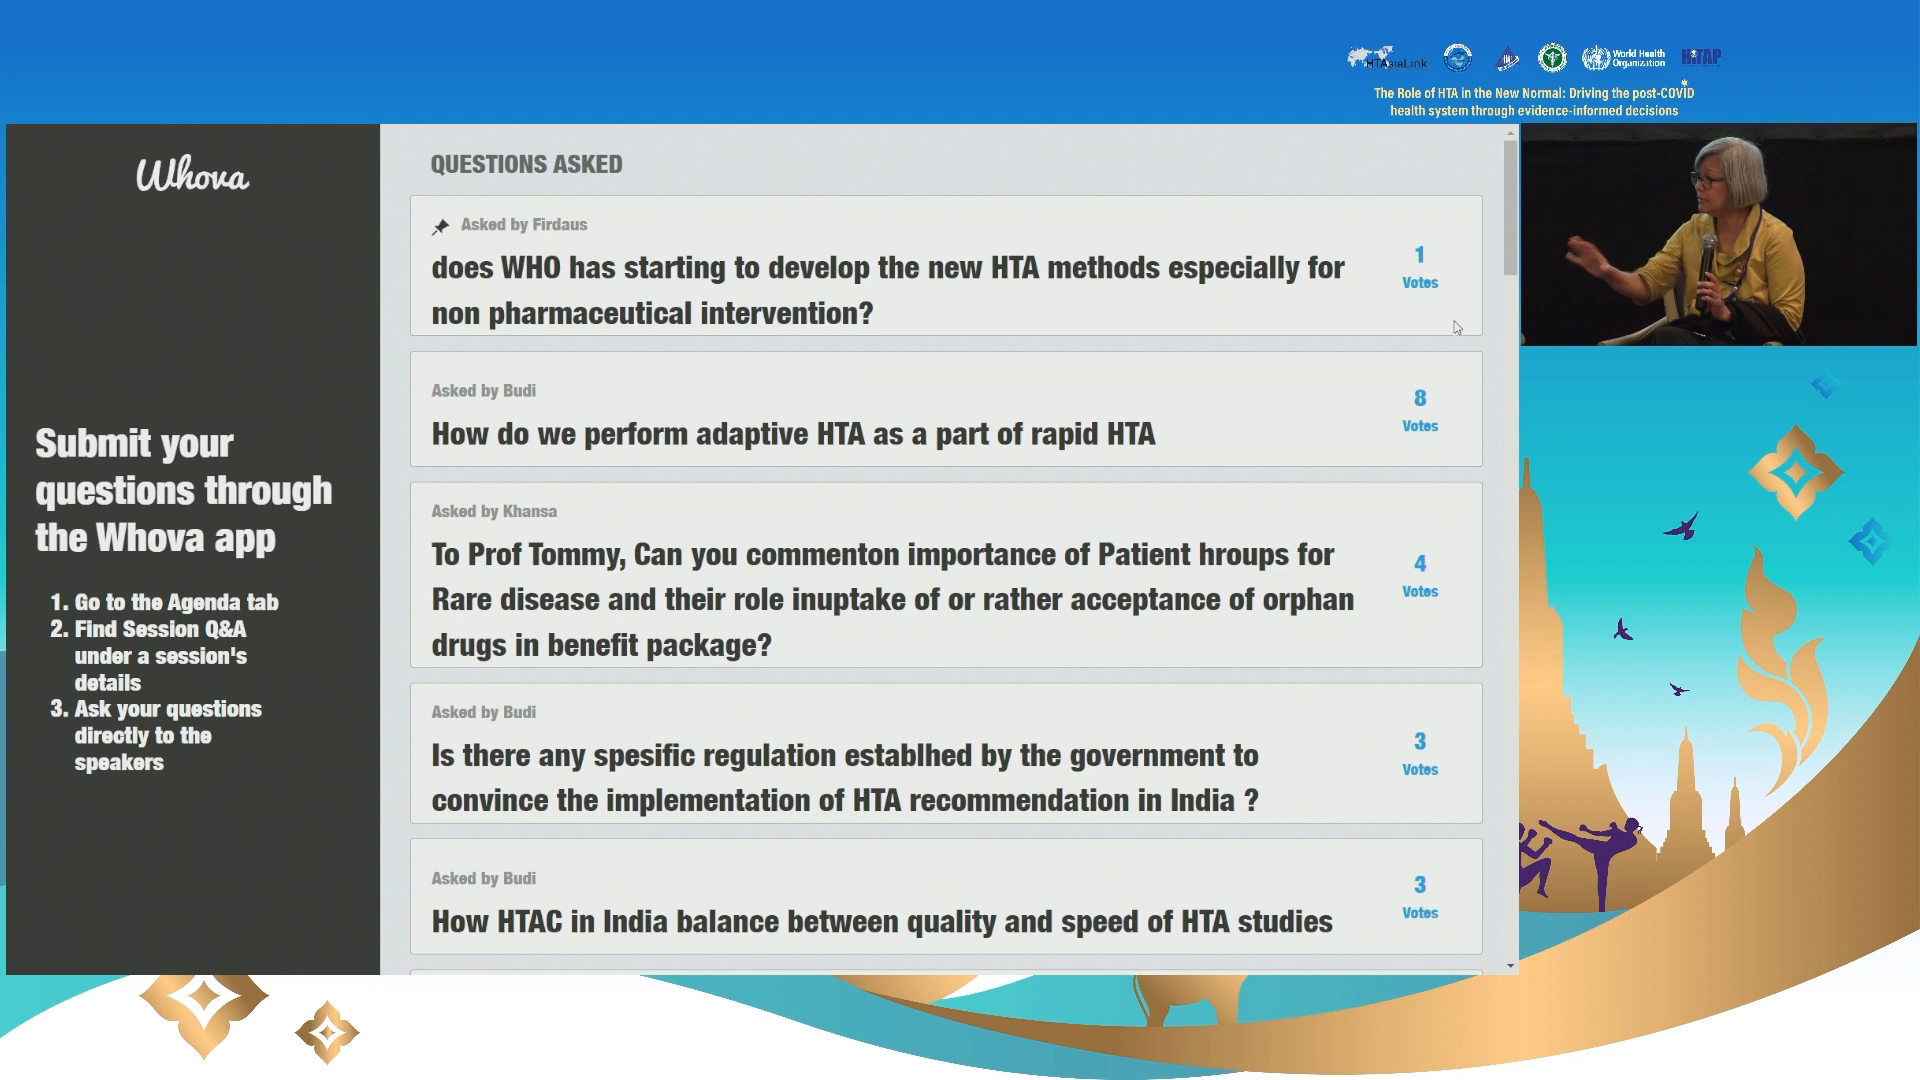 HTAsiaLink
World Health
Organization
HITAP
The Role of HTA in the New Normal: Driving the post-COVID
health system through evidence-informed decisions
Whova
Submit your
questions through
the Whova app
1. Go to the Agenda tab
2. Find Session Q&A
under a session's
details
3. Ask your questions
directly to the
speakers
QUESTIONS ASKED
Asked by Firdaus
does WHO has starting to develop the new HTA methods especially for
non pharmaceutical intervention?
1
Votes
Asked by Budi
How do we perform adaptive HTA as a part of rapid HTA
8
Votes
Asked by Khansa
To Prof Tommy, Can you commenton importance of Patient hroups for
Rare disease and their role inuptake of or rather acceptance of orphan
drugs in benefit package?
4
Votes
Asked by Budi
Is there any spesific regulation establhed by the government to
convince the implementation of HTA recommendation in India ?
3
Votes
Asked by Budi
How HTAC in India balance between quality and speed of HTA studies
3
Votes